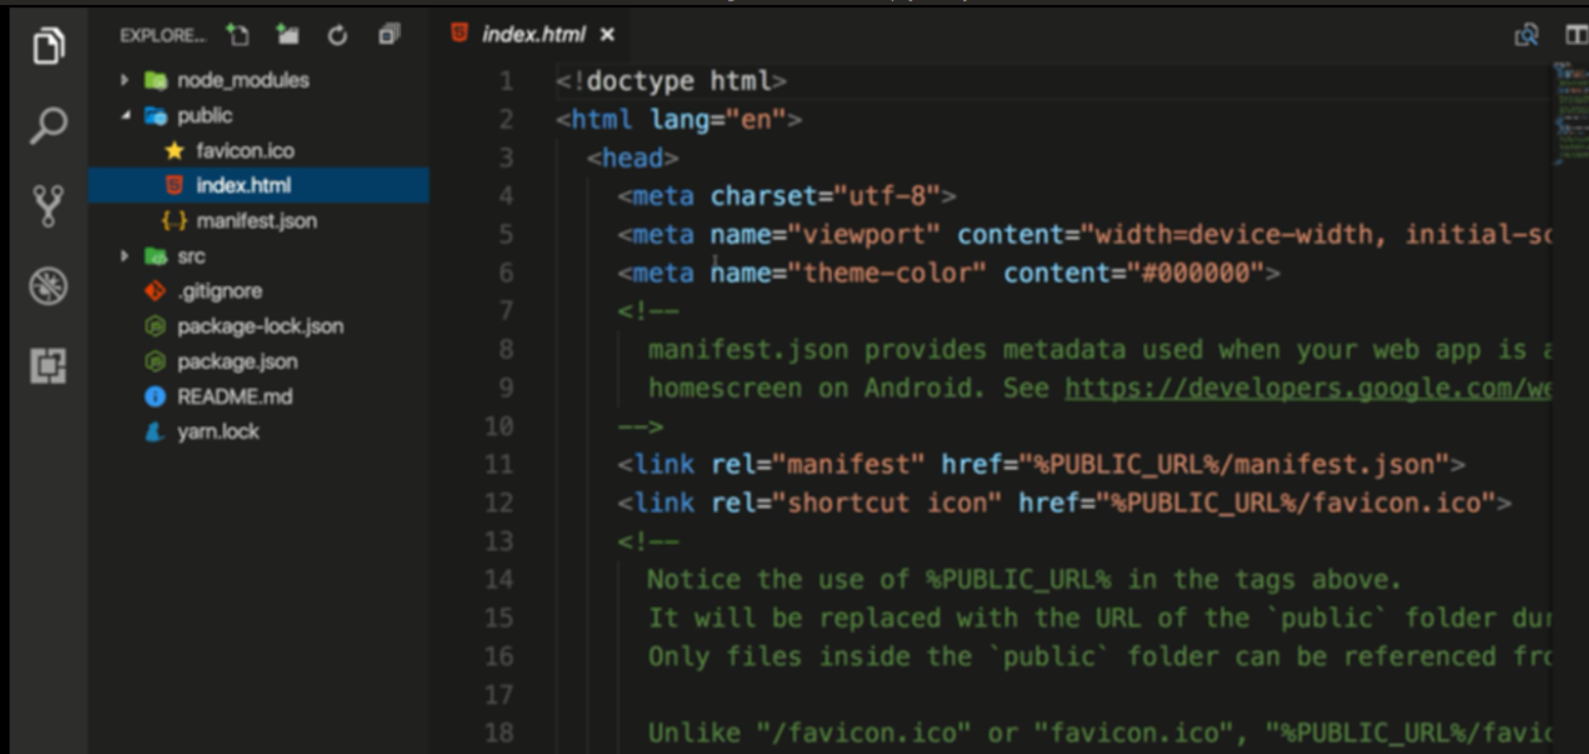 EXPLORE...
index.html
node_modules
public
favicon.ico
index.html
manifest.json
src
.gitignore
package-lock.json
package.json
README.md
yarn.lock
1 <!doctype html>
2 <html lang="en">
3 <head>
4 <meta charset="utf-8">
5 <meta name="viewport" content="width=device-width, initial-sc
6 <meta name="theme-color" content="#000000">
7 <!--
8 manifest.json provides metadata used when your web app is a
9 homescreen on Android. See https://developers.google.com/we
10 -->
11 <link rel="manifest" href="%PUBLIC_URL%/manifest.json">
12 <link rel="shortcut icon" href="%PUBLIC_URL%/favicon.ico">
13 <!--
14 Notice the use of %PUBLIC_URL% in the tags above.
15 It will be replaced with the URL of the `public` folder dur
16 Only files inside the `public` folder can be referenced fro
17
18 Unlike "/favicon.ico" or "favicon.ico", "%PUBLIC_URL%/favic